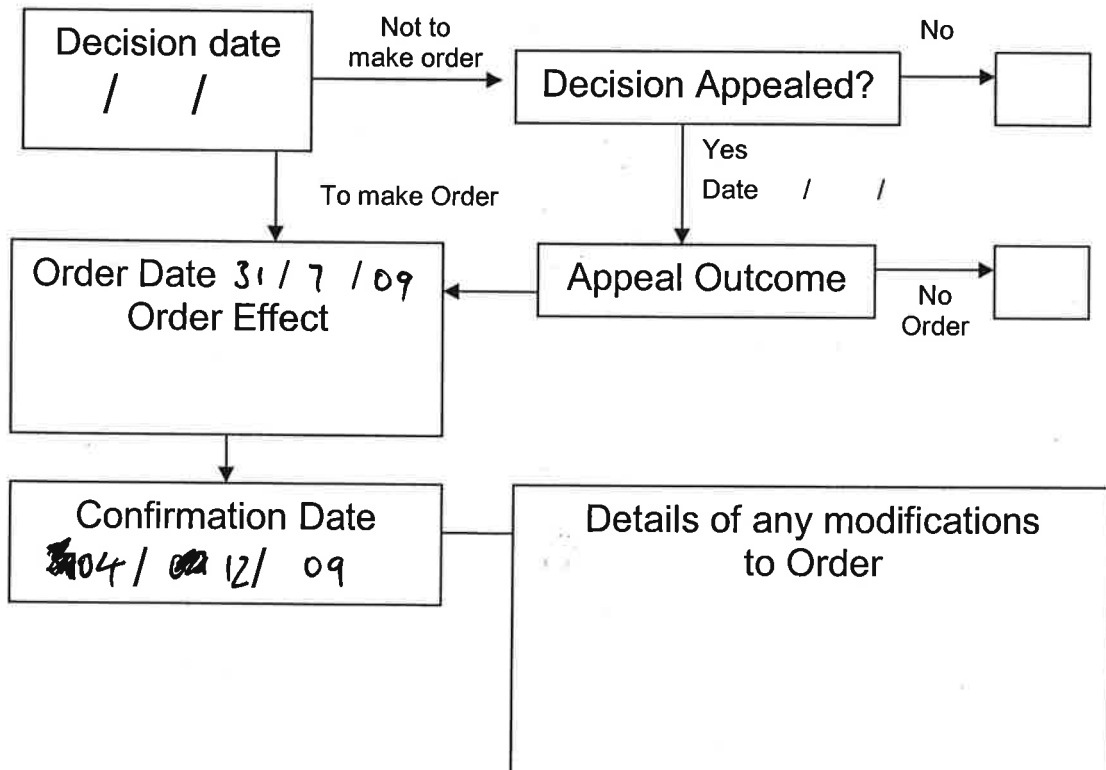 Decision date
/ /
Not to
make order
Decision Appealed?
No
Yes
Date / /
To make Order
Order Date 31 / 7 / 09
Order Effect
Appeal Outcome
No
Order
Confirmation Date
04 / 12 / 09
Details of any modifications
to Order